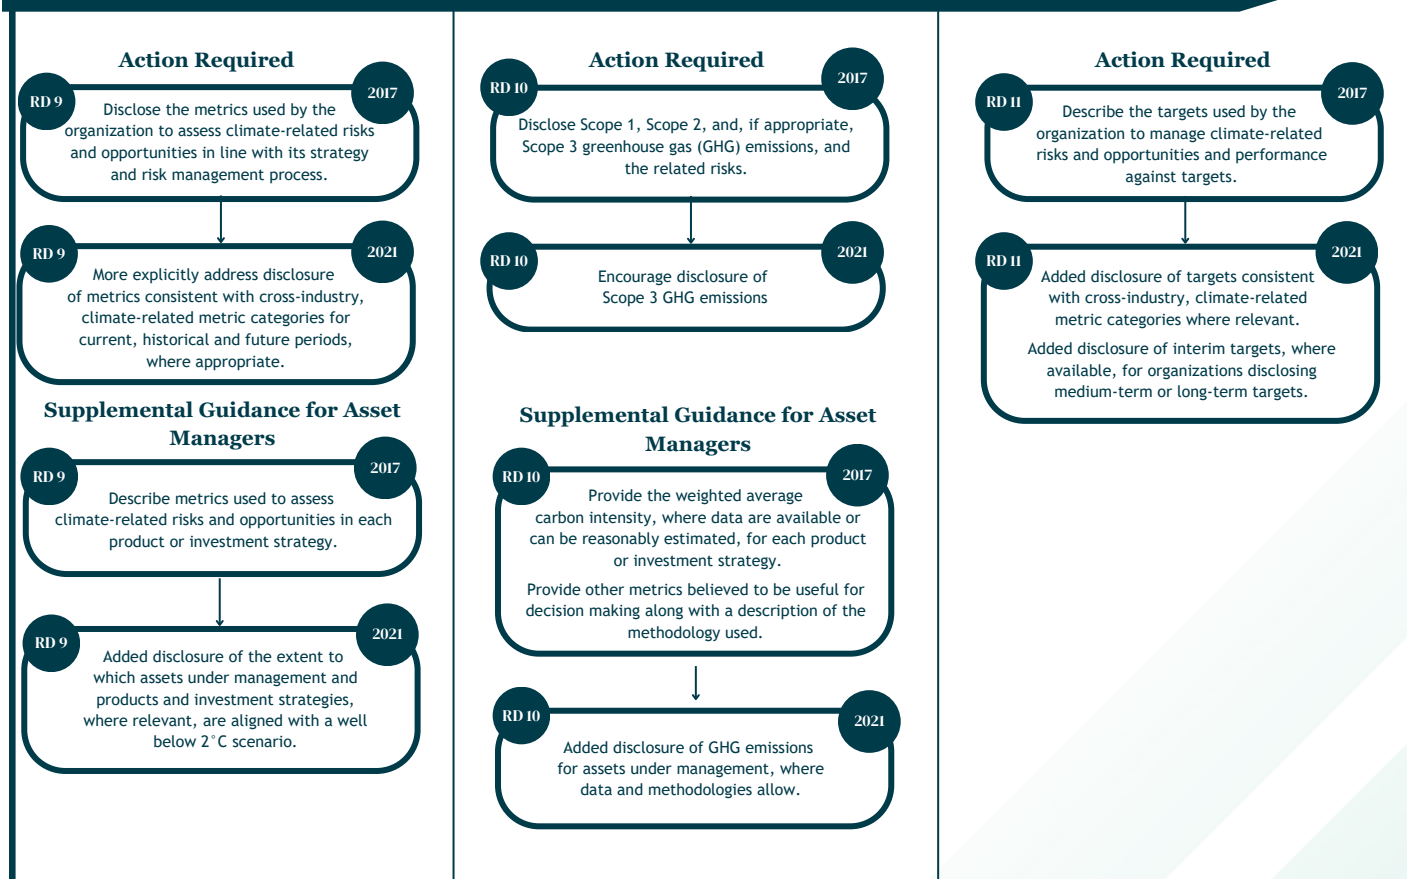 Action Required
RD 9
2017
Disclose the metrics used by the
organization to assess climate-related risks
and opportunities in line with its strategy
and risk management process.
RD 9
2021
More explicitly address disclosure
of metrics consistent with cross-industry,
climate-related metric categories for
current, historical and future periods,
where appropriate.
Supplemental Guidance for Asset
Managers
RD 9
2017
Describe metrics used to assess
climate-related risks and opportunities in each
product or investment strategy.
RD 9
2021
Added disclosure of the extent to
which assets under management and
products and investment strategies,
where relevant, are aligned with a well
below 2°C scenario.
Action Required
RD 10
2017
Disclose Scope 1, Scope 2, and, if appropriate,
Scope 3 greenhouse gas (GHG) emissions, and
the related risks.
RD 10
2021
Encourage disclosure of
Scope 3 GHG emissions
Supplemental Guidance for Asset
Managers
RD 10
2017
Provide the weighted average
carbon intensity, where data are available or
can be reasonably estimated, for each product
or investment strategy.
Provide other metrics believed to be useful for
decision making along with a description of the
methodology used.
RD 10
2021
Added disclosure of GHG emissions
for assets under management, where
data and methodologies allow.
Action Required
RD 11
2017
Describe the targets used by the
organization to manage climate-related
risks and opportunities and performance
against targets.
RD 11
2021
Added disclosure of targets consistent
with cross-industry, climate-related
metric categories where relevant.
Added disclosure of interim targets, where
available, for organizations disclosing
medium-term or long-term targets.